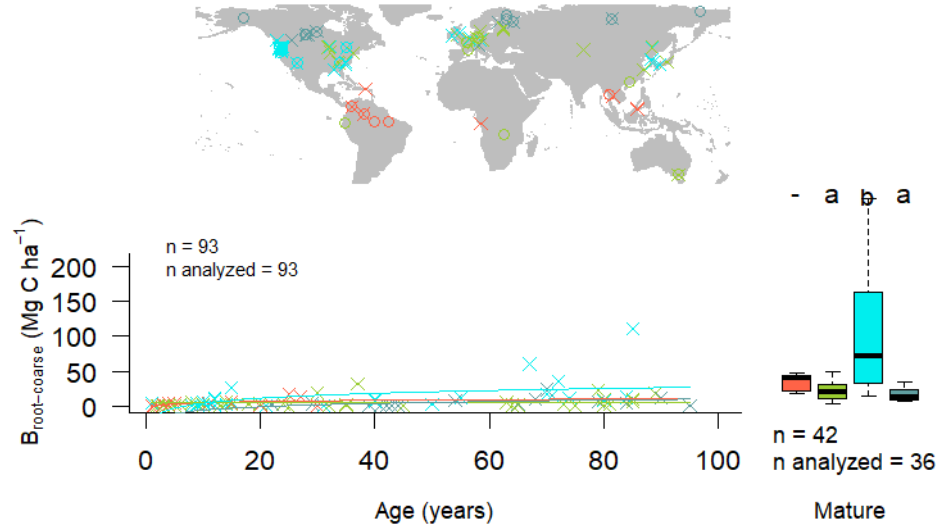 - a b a
B root−coarse (Mg C ha−1)
200
150
100
50
0
n = 93
n analyzed = 93
0 20 40 60 80 100
Age (years)
n = 42
n analyzed = 36
Mature